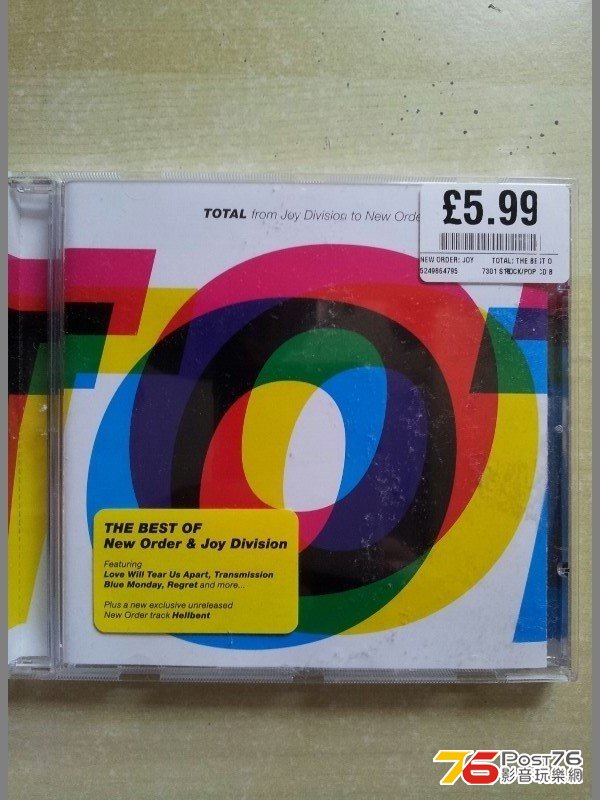 TOTAL from Joy Division to New Orde
£5.99
NEW ORDER: JOY TOTAL: THE BEST O
5249864795 7301 ROCK/POP CD B
TO
THE BEST OF
New Order & Joy Division
Featuring
Love Will Tear Us Apart, Transmission
Blue Monday, Regret and more...
Plus a new exclusive unreleased
New Order track Hellbent
76 POST76
影音玩樂網